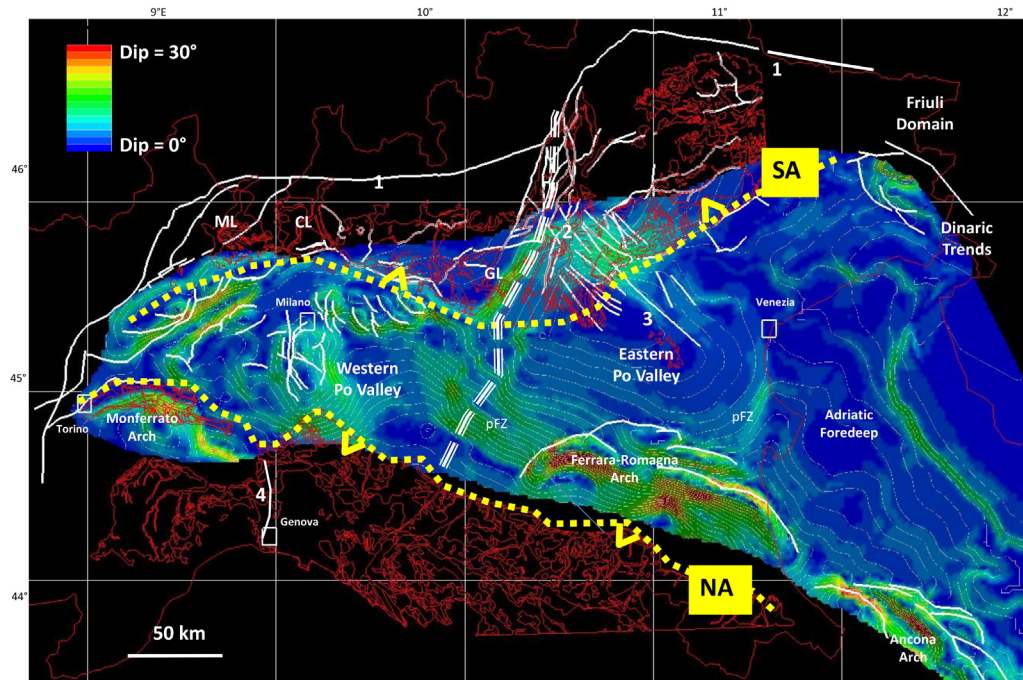 9°E
10°
11°
12°
Dip = 30°
Dip = 0°
1
Friuli
Domain
46°
SA
1
ML
CL
2
Dinaric
Trends
GL
Milano
Venezia
3
Western
Po Valley
Eastern
Po Valley
45°
Torino
Monferrato
Arch
pFZ
pFZ
Adriatic
Foredeep
Ferrara-Romagna
Arch
4
Genova
44°
NA
50 km
Ancona
Arch